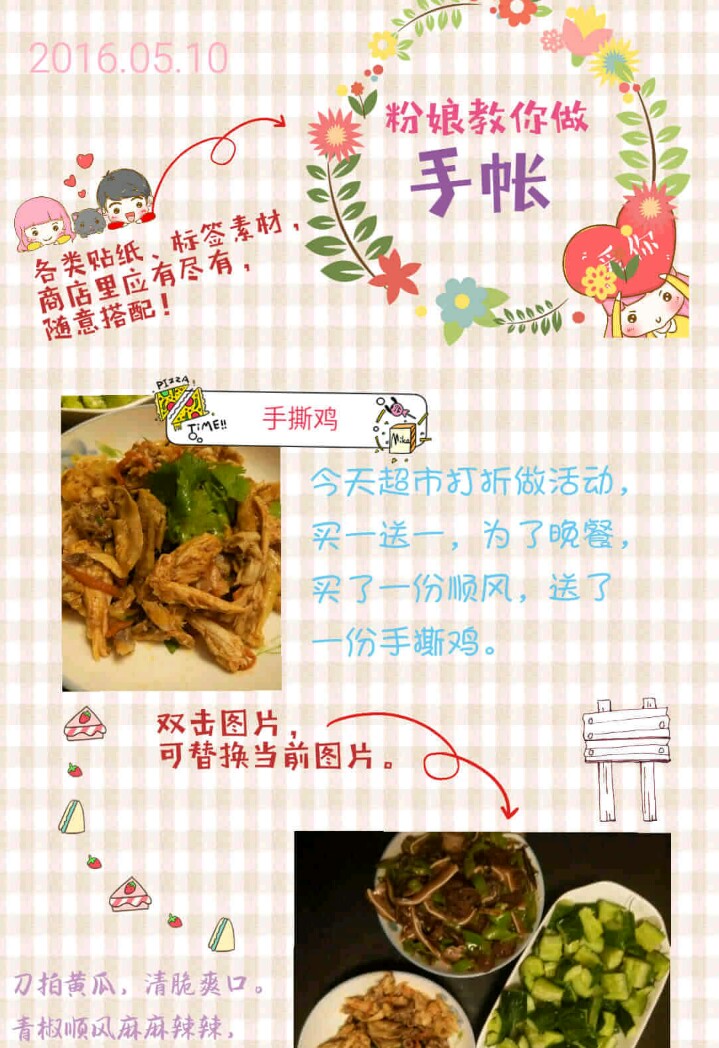 2016.05.10
粉娘教你做
手帐
爱你
各类贴纸、标签素材，
商店里应有尽有，
随意搭配！
PIZZA
TIME!!
手撕鸡
Milk
今天超市打折做活动，
买一送一，为了晚餐，
买了一份顺风，送了
一份手撕鸡。
双击图片，
可替换当前图片。
刀拍黄瓜，清脆爽口。
青椒顺风麻麻辣辣，